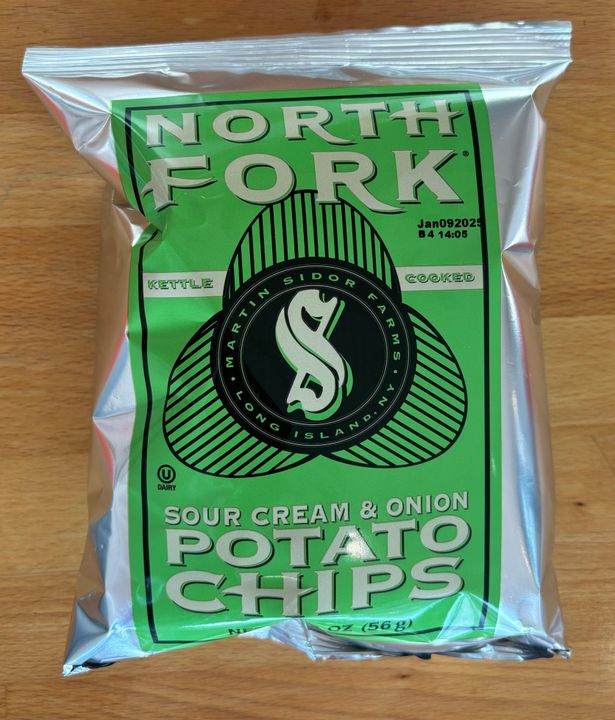 NORTH
FORK®
Jan092025
B4 14:05
KETTLE COOKED
MARTIN SIDOR FARMS
S
• LONG ISLAND, NY •
U
DAIRY
SOUR CREAM & ONION
POTATO
CHIPS
OZ (56g)